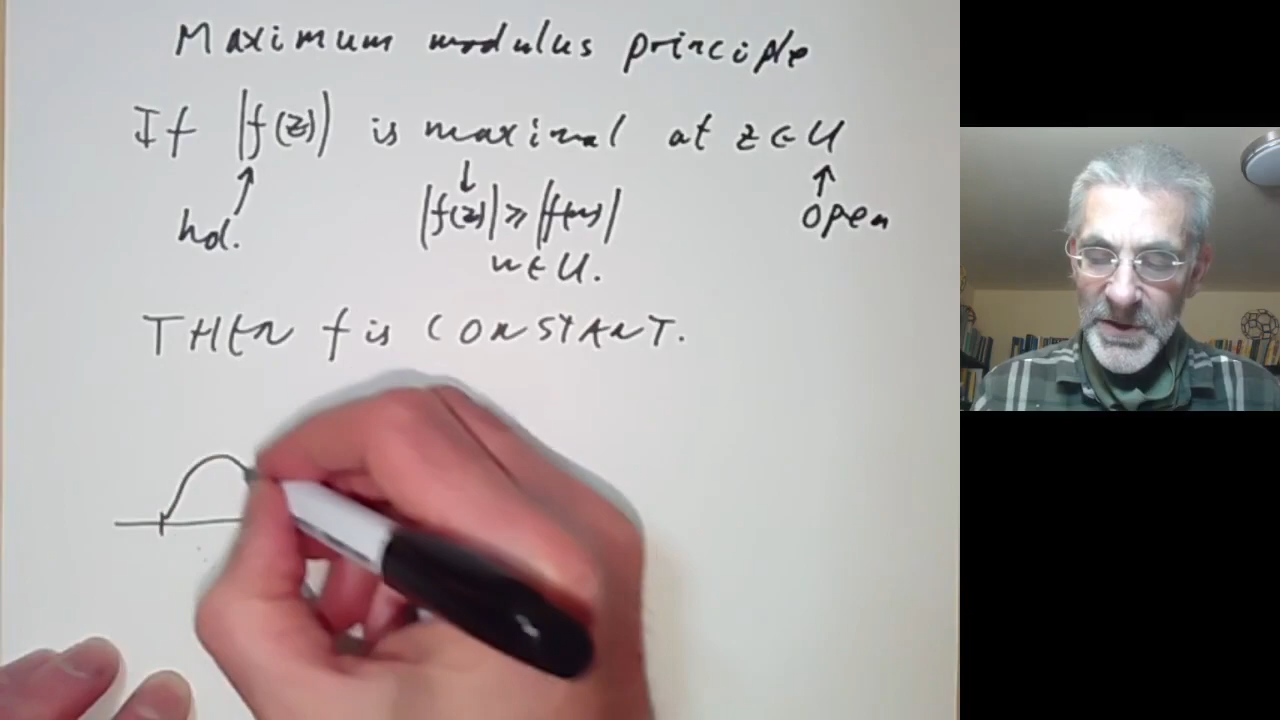 Maximum modulus principle
If |f(z)| is maximal at z ∈ U
hol. |f(z)| ⩾ |f(w)| open
w ∈ U.
THEN f is CONSTANT.